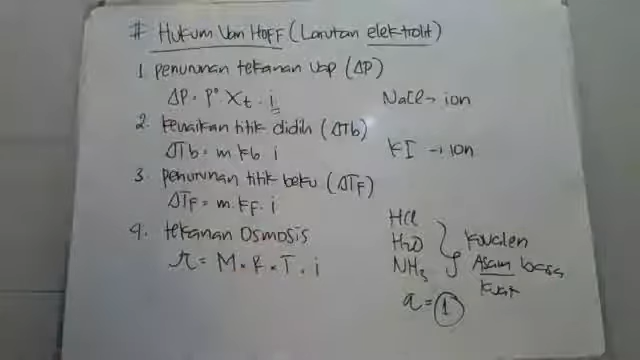 # Hukum Van Hoff (Larutan elektrolit)
1 penurunan tekanan uap (ΔP)
ΔP = P° Xt . i
NaCl → ion
2. kenaikan titik didih (ΔTb)
ΔTb = m kb i
KI → ion
3. penurunan titik beku (ΔTF)
ΔTF = m. kF. i
4. tekanan Osmosis
π = M . R . T . i
HCl
H2O
NH3
kovalen
Asam basa
kuat
α = 1